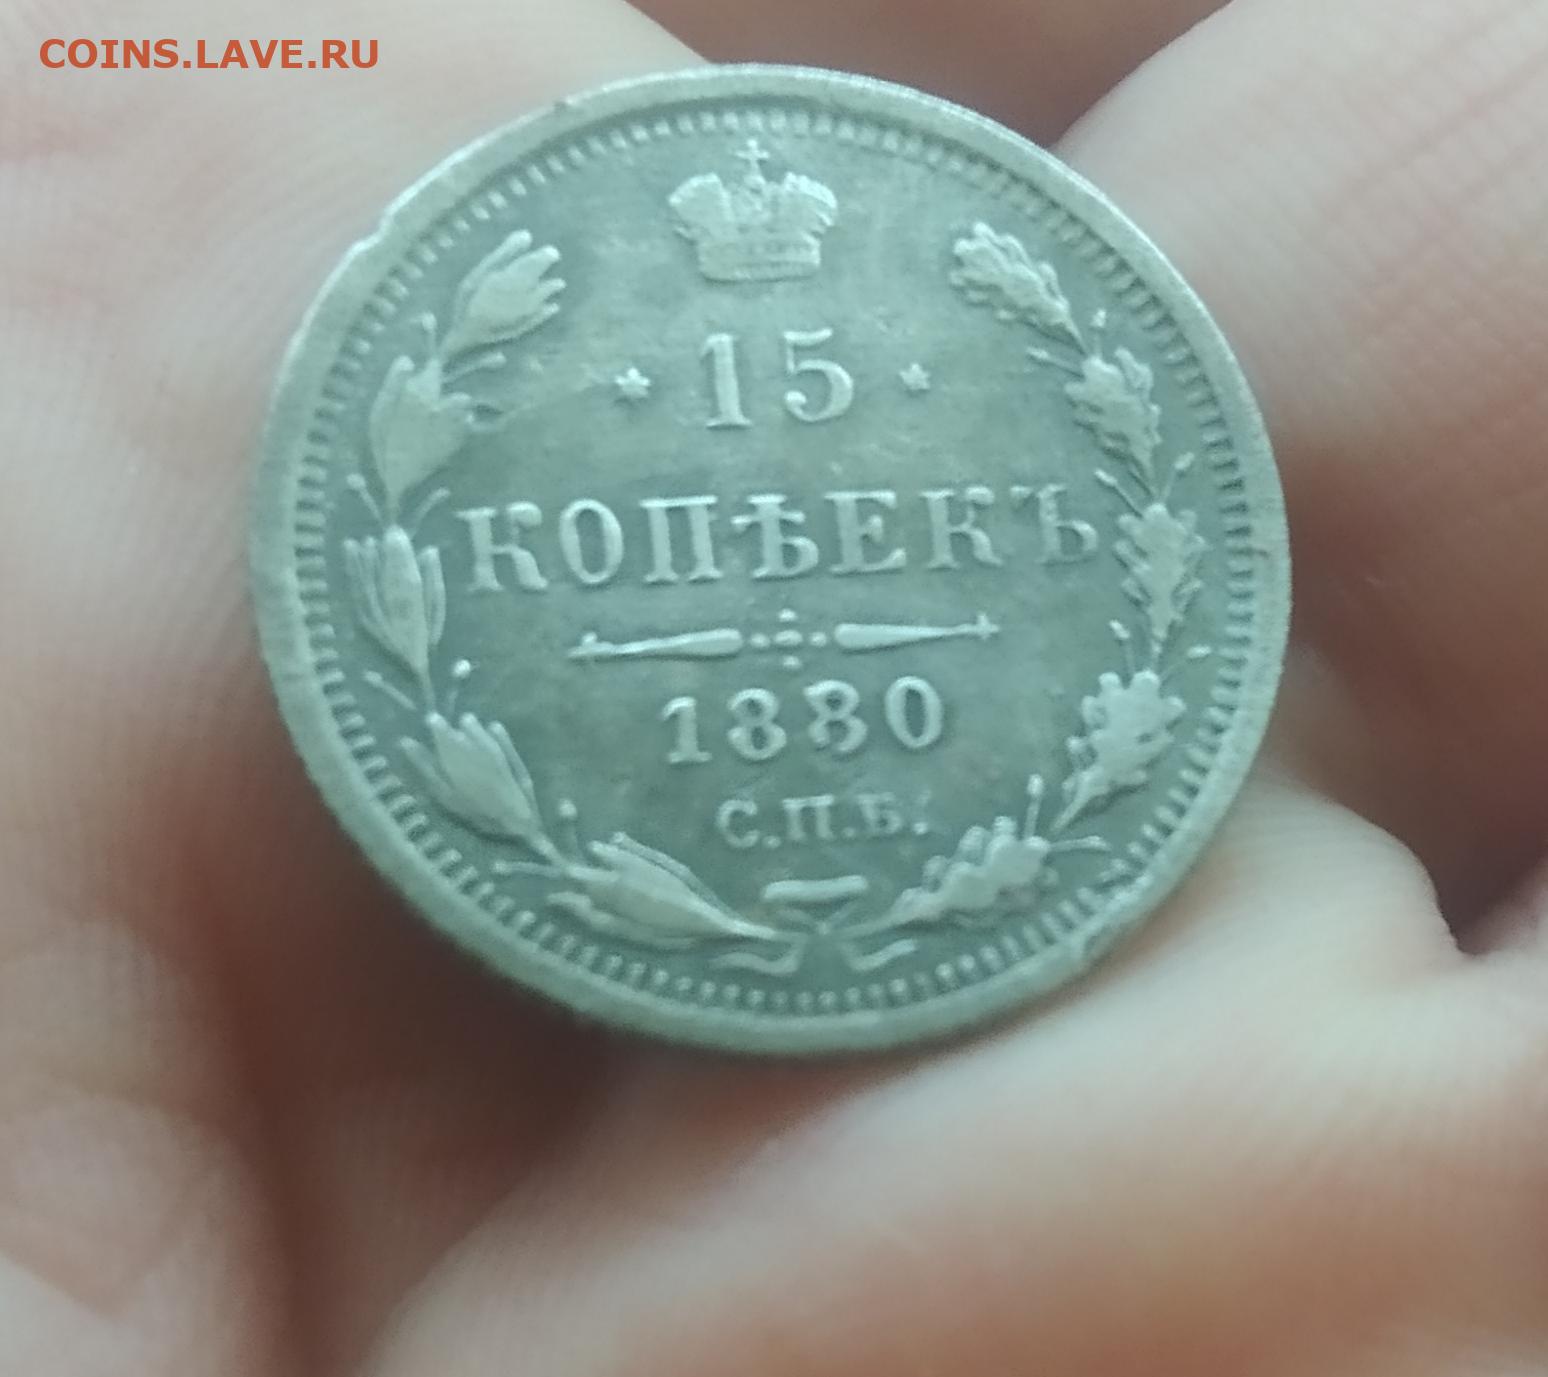 COINS.LAVE.RU
* 15 *
КОПѢЕКЪ
1880
С.П.Б.